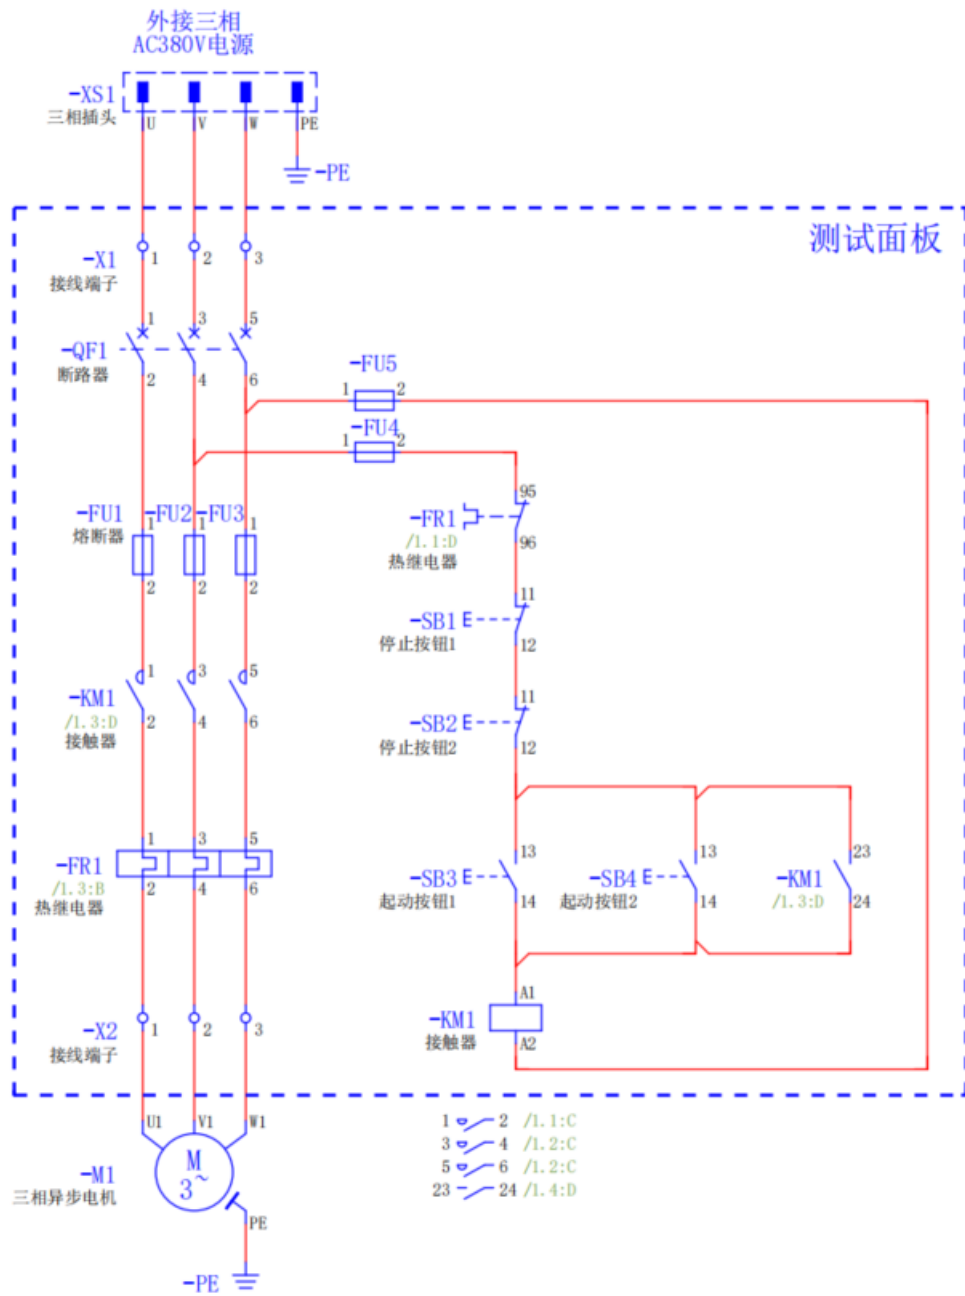 外接三相
AC380V电源
-XS1
三相插头
U V W PE
-PE
测试面板
-X1
接线端子
1 2 3
1 3 5
-QF1
断路器
2 4 6
-FU5
1 2
-FU4
1 2
-FU1 -FU2 -FU3
熔断器
1 1 1
2 2 2
95
-FR1
/1.1:D
96
热继电器
11
-SB1
停止按钮1
12
11
-SB2
停止按钮2
12
1 3 5
-KM1
/1.3:D
接触器
2 4 6
1 3 5
-FR1
/1.3:B
热继电器
2 4 6
13 13 23
-SB3 -SB4 -KM1
起动按钮1 起动按钮2 /1.3:D
14 14 24
A1
-KM1
接触器
A2
-X2
接线端子
1 2 3
U1 V1 W1
M
3~
-M1
三相异步电机
PE
-PE
1 2 /1.1:C
3 4 /1.2:C
5 6 /1.2:C
23 24 /1.4:D